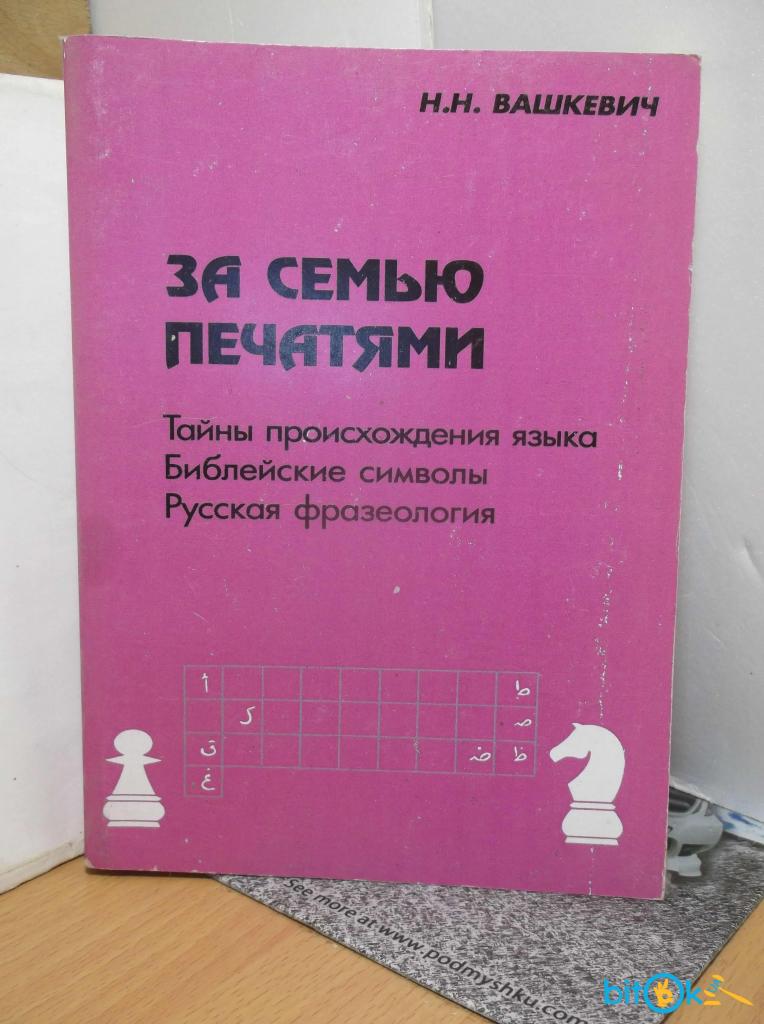 Н.Н. ВАШКЕВИЧ
ЗА СЕМЬЮ
ПЕЧАТЯМИ
Тайны происхождения языка
Библейские символы
Русская фразеология
أ ط
ص
ق ض ظ
غ
See more at www.podmyshku.com
bitok